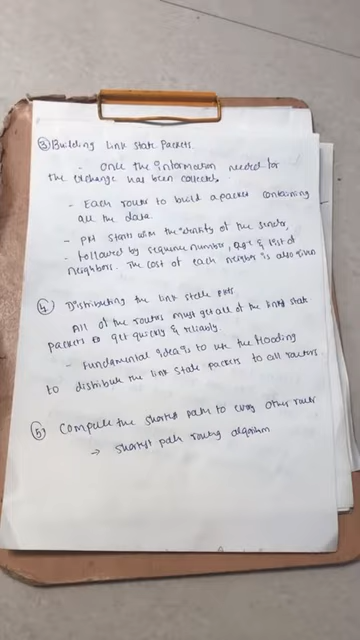 ③ Building Link State Packets.
- Once the information needed for
the exchange has been collected,
- Each router to build a packet containing
all the data.
- Pkt starts with the identity of the sender,
- followed by sequence number, age & list of
neighbors. The cost of each neighbor is also given
④ Distributing the link state pkts
All of the routers must get all of the link state
packets to get quickly & reliably
- Fundamental idea is to use the flooding
to distribute the link state packets to all routers
⑤ Compute the shortest path to every other router
→ shortest path routing algorithm